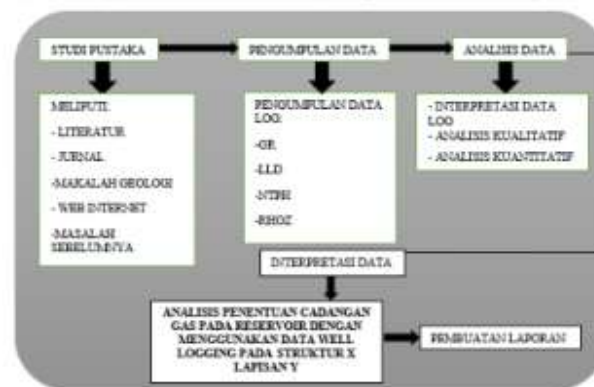 STUDI PUSTAKA
PENGUMPULAN DATA
ANALISIS DATA
MELIPUTI:
- LITERATUR
- JURNAL
-MAKALAH GEOLOGI
- WEB INTERNET
-MASALAH
SEBELUMNYA
PENGUMPULAN DATA
LOG:
-GR
-LLD
-NTPH
-RHOZ
- INTERPRETASI DATA
LOG
- ANALISIS KUALITATIF
- ANALISIS KUANTITATIF
INTERPRETASI DATA
ANALISIS PENENTUAN CADANGAN
GAS PADA RESERVOIR DENGAN
MENGGUNAKAN DATA WELL
LOGGING PADA STRUKTUR X
LAPISAN Y
PEMBUATAN LAPORAN